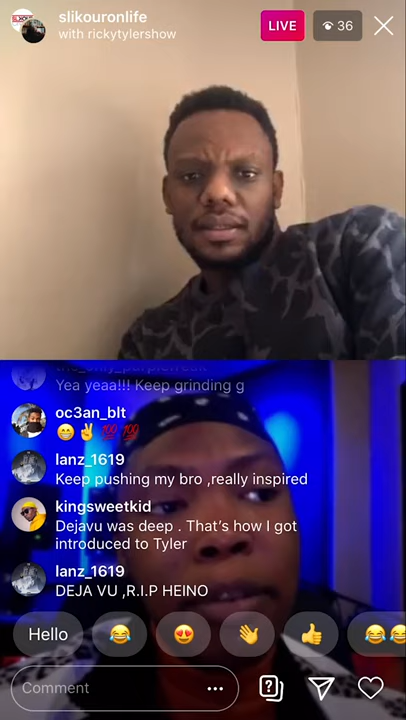 slikouronlife
with rickytylershow
LIVE
36
Yea yeaa!!! Keep grinding g
oc3an_blt
😁✌️💯💯
lanz_1619
Keep pushing my bro ,really inspired
kingsweetkid
Dejavu was deep . That's how I got
introduced to Tyler
lanz_1619
DEJA VU ,R.I.P HEINO
Hello 😂 😍 👋 👍 😂😂
Comment